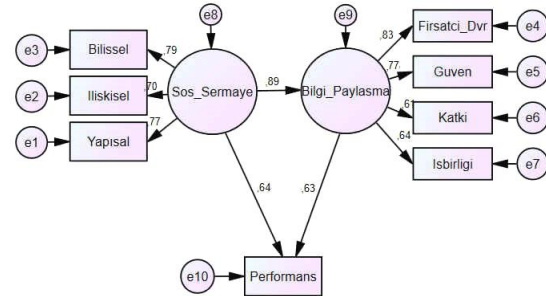 e8
e9
e3
Bilissel
,79
e2
Iliskisel
,70
e1
Yapısal
,77
Sos_Sermaye
,89
Bilgi_Paylasma
,83
Firsatci_Dvr
e4
,77
Guven
e5
,61
Katki
e6
,64
Isbirligi
e7
,64
,63
e10
Performans